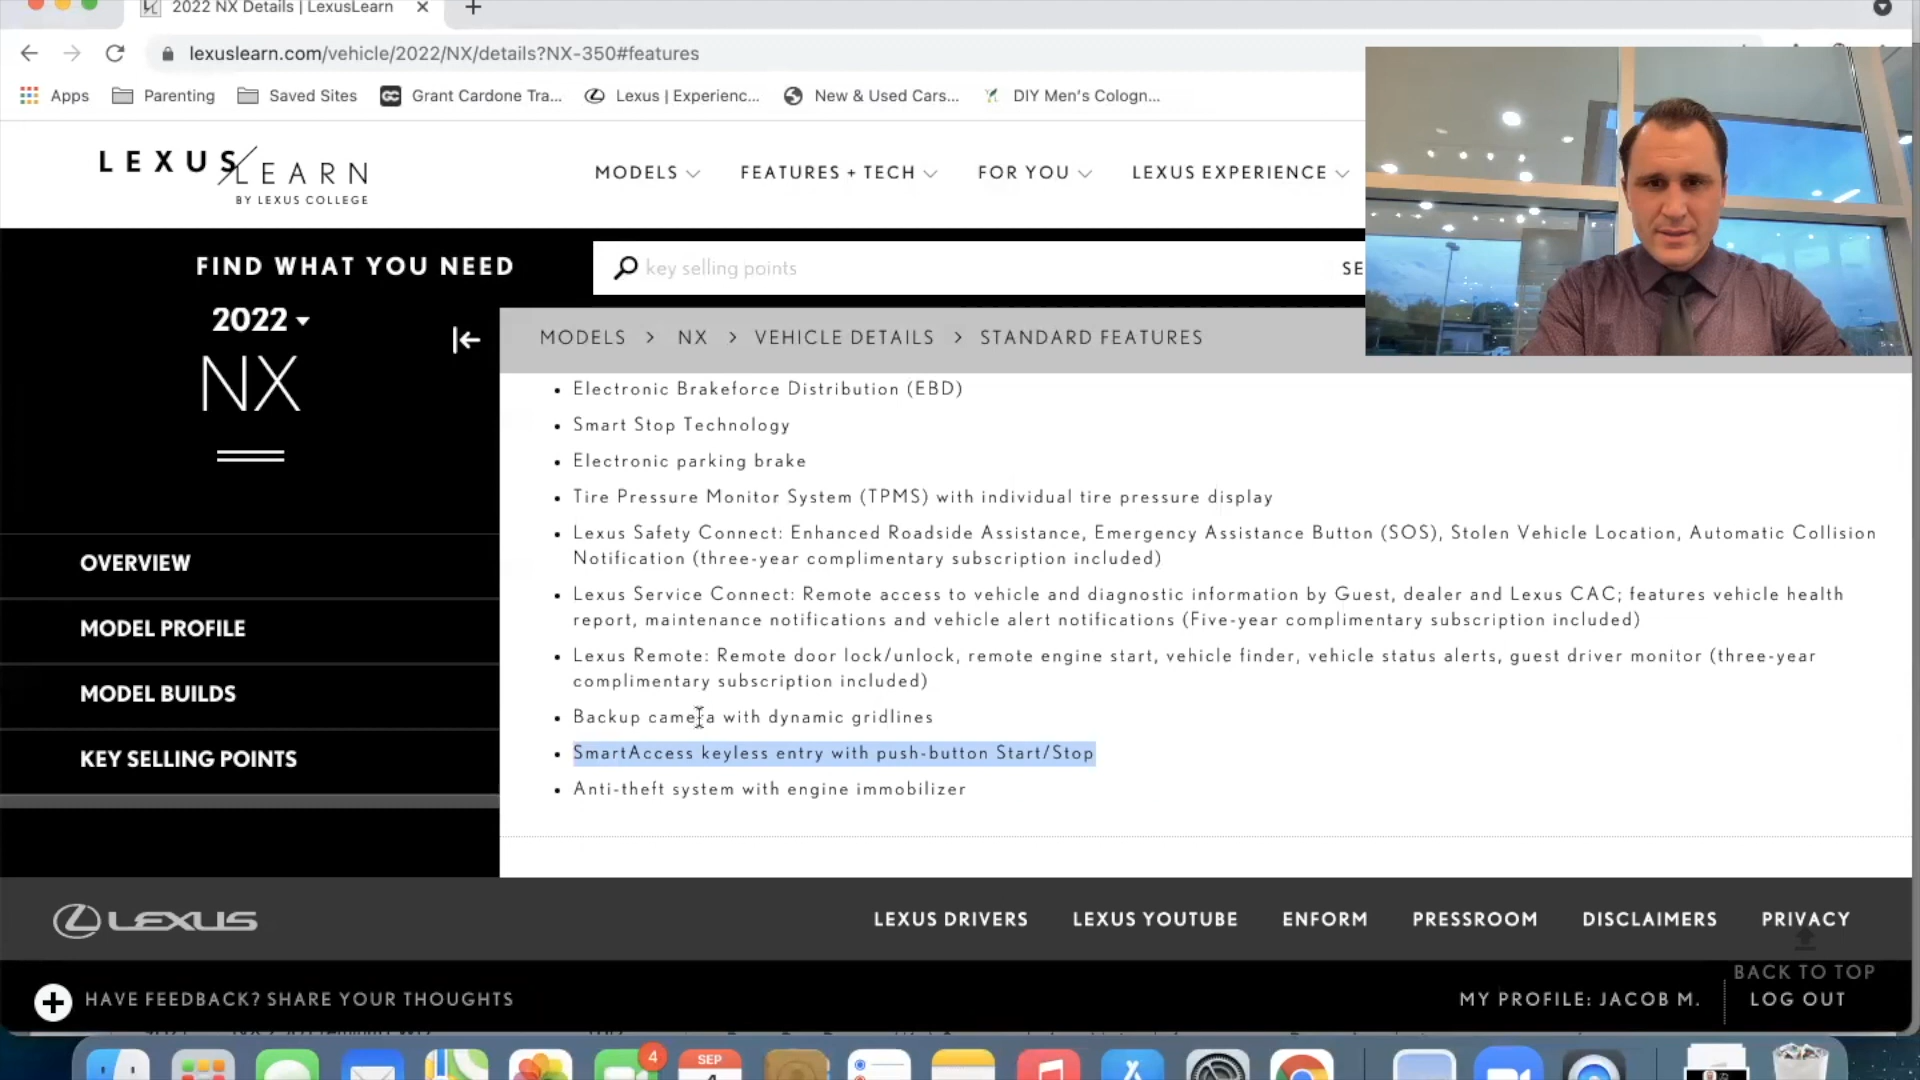 2022 NX Details | LexusLearn
lexuslearn.com/vehicle/2022/NX/details?NX-350#features
Apps Parenting Saved Sites GC Grant Cardone Tra... Lexus | Experienc... New & Used Cars... DIY Men's Cologn...
LEXUS LEARN
BY LEXUS COLLEGE
MODELS FEATURES + TECH FOR YOU LEXUS EXPERIENCE
FIND WHAT YOU NEED
key selling points SE
2022
NX
OVERVIEW
MODEL PROFILE
MODEL BUILDS
KEY SELLING POINTS
MODELS > NX > VEHICLE DETAILS > STANDARD FEATURES
• Electronic Brakeforce Distribution (EBD)
• Smart Stop Technology
• Electronic parking brake
• Tire Pressure Monitor System (TPMS) with individual tire pressure display
• Lexus Safety Connect: Enhanced Roadside Assistance, Emergency Assistance Button (SOS), Stolen Vehicle Location, Automatic Collision
Notification (three-year complimentary subscription included)
• Lexus Service Connect: Remote access to vehicle and diagnostic information by Guest, dealer and Lexus CAC; features vehicle health
report, maintenance notifications and vehicle alert notifications (Five-year complimentary subscription included)
• Lexus Remote: Remote door lock/unlock, remote engine start, vehicle finder, vehicle status alerts, guest driver monitor (three-year
complimentary subscription included)
• Backup camera with dynamic gridlines
• SmartAccess keyless entry with push-button Start/Stop
• Anti-theft system with engine immobilizer
LEXUS LEXUS DRIVERS LEXUS YOUTUBE ENFORM PRESSROOM DISCLAIMERS PRIVACY
BACK TO TOP
HAVE FEEDBACK? SHARE YOUR THOUGHTS MY PROFILE: JACOB M. LOG OUT
4
SEP